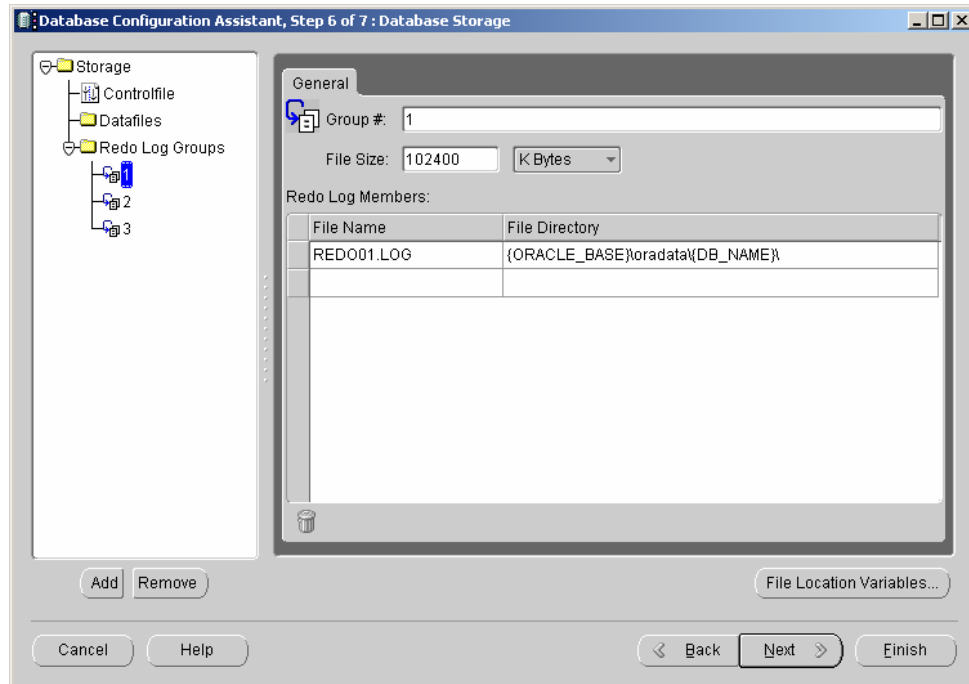 Database Configuration Assistant, Step 6 of 7 : Database Storage
Storage
Controlfile
Datafiles
Redo Log Groups
1
2
3
General
Group #: 1
File Size: 102400 K Bytes
Redo Log Members:
File Name File Directory
REDO01.LOG {ORACLE_BASE}\oradata\{DB_NAME}\
Add Remove
File Location Variables...
Cancel Help Back Next Finish